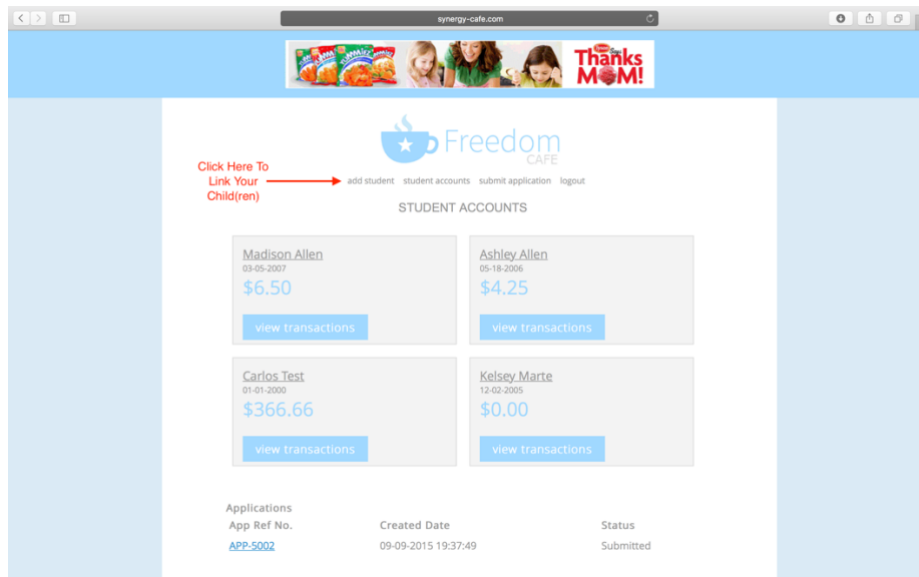 synergy-cafe.com
Thanks
MOM!
Freedom
CAFE
Click Here To
Link Your
Child(ren)
add student student accounts submit application logout
STUDENT ACCOUNTS
Madison Allen
03-05-2007
$6.50
view transactions
Ashley Allen
05-18-2006
$4.25
view transactions
Carlos Test
01-01-2000
$366.66
view transactions
Kelsey Marte
12-02-2005
$0.00
view transactions
Applications
App Ref No. Created Date Status
APP-5002 09-09-2015 19:37:49 Submitted